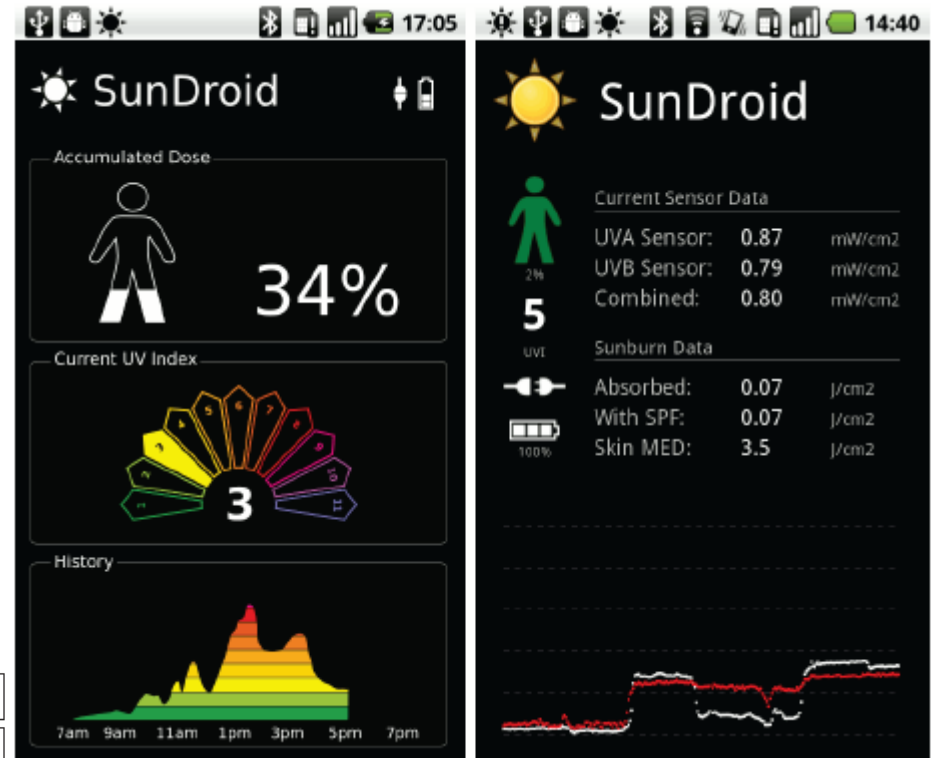 17:05
SunDroid
Accumulated Dose
34%
Current UV Index
1
2
3
4
5
6
7
8
9
10
11
3
History
7am 9am 11am 1pm 3pm 5pm 7pm
14:40
SunDroid
2%
5
UVI
100%
Current Sensor Data
UVA Sensor: 0.87 mW/cm2
UVB Sensor: 0.79 mW/cm2
Combined: 0.80 mW/cm2
Sunburn Data
Absorbed: 0.07 J/cm2
With SPF: 0.07 J/cm2
Skin MED: 3.5 J/cm2